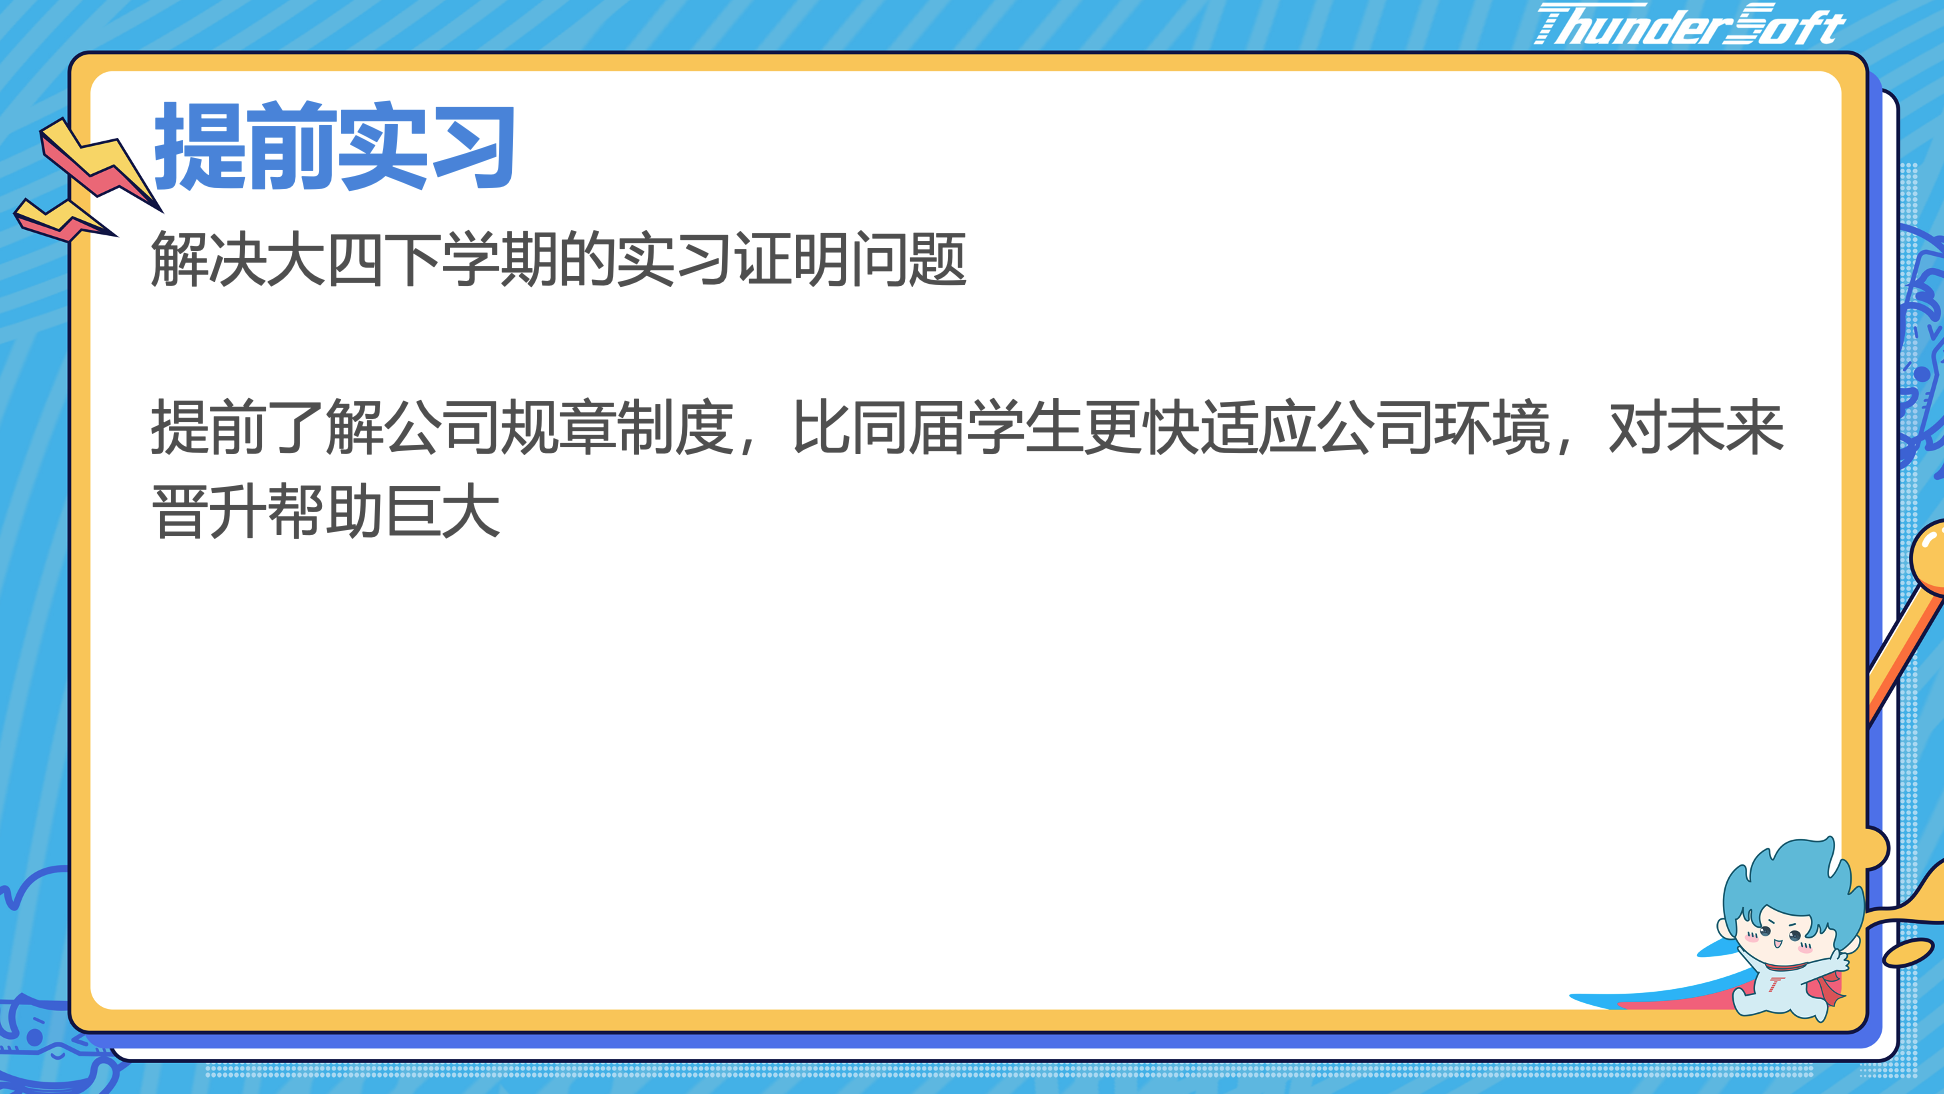 ThunderSoft
提前实习
解决大四下学期的实习证明问题
提前了解公司规章制度，比同届学生更快适应公司环境，对未来
晋升帮助巨大